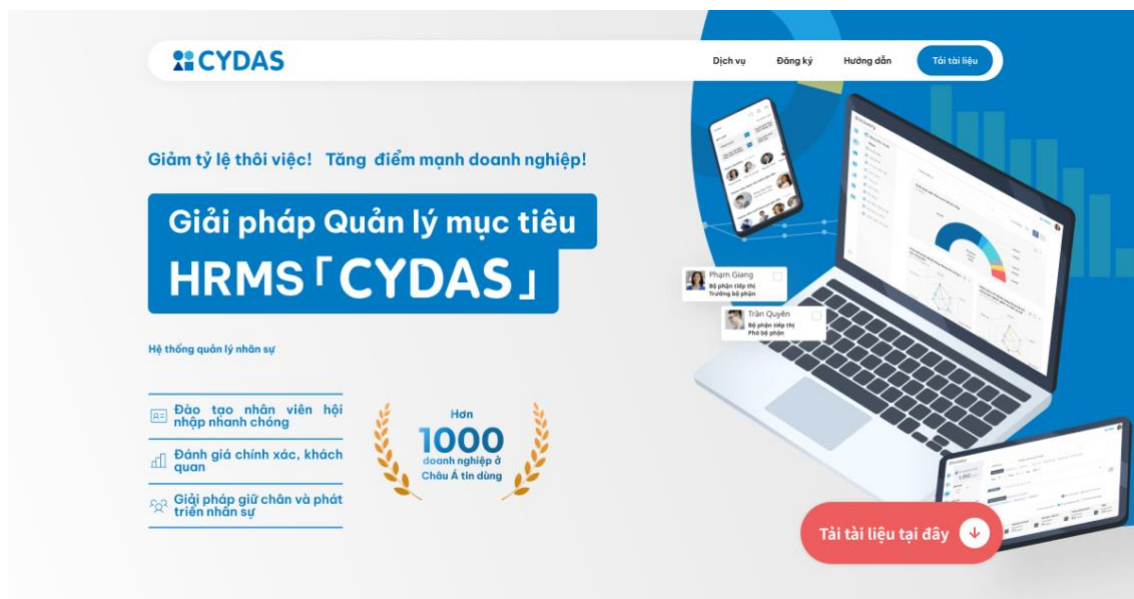 CYDAS
Dịch vụ
Đăng ký
Hướng dẫn
Tải tài liệu
Giảm tỷ lệ thôi việc! Tăng điểm mạnh doanh nghiệp!
Giải pháp Quản lý mục tiêu
HRMS「CYDAS」
Hệ thống quản lý nhân sự
Đào tạo nhân viên hội
nhập nhanh chóng
Đánh giá chính xác, khách
quan
Giải pháp giữ chân và phát
triển nhân sự
Hơn
1000
doanh nghiệp ở
Châu Á tin dùng
Phạm Giang
Bộ phận tiếp thị
Trưởng bộ phận
Trần Quyên
Bộ phận tiếp thị
Phó bộ phận
Tải tài liệu tại đây